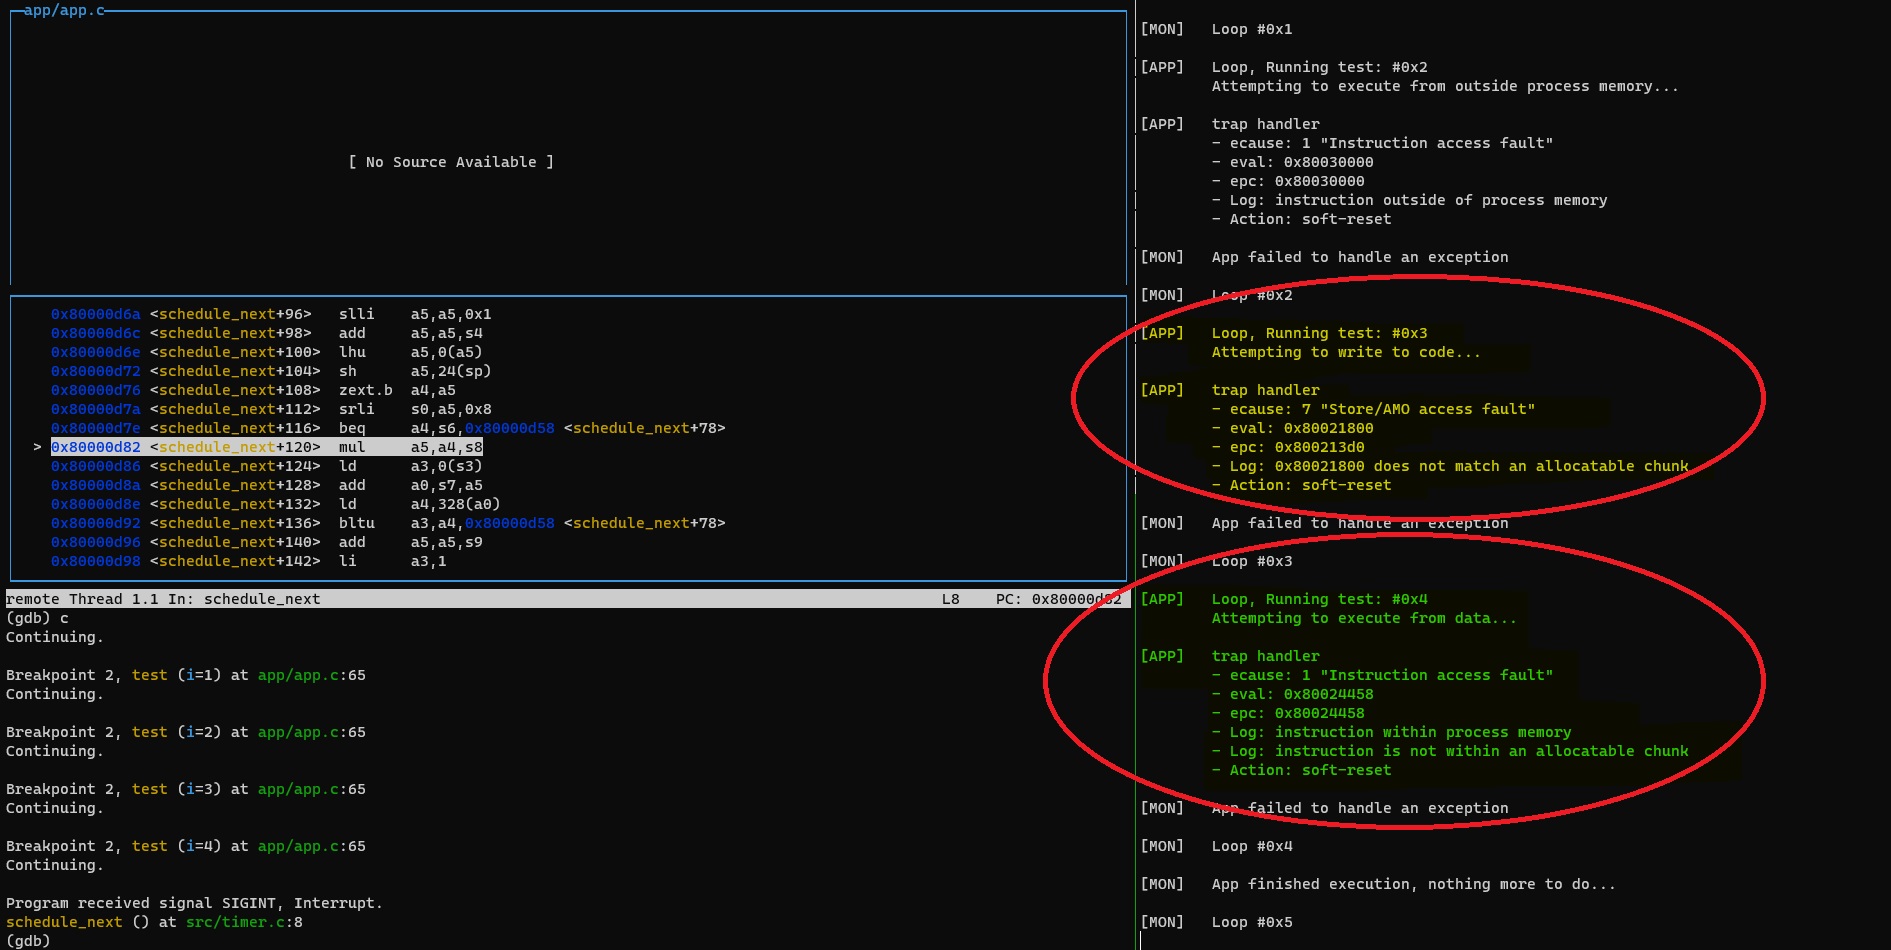 app/app.c
[ No Source Available ]
0x80000d6a <schedule_next+96>   slli    a5,a5,0x1
0x80000d6c <schedule_next+98>   add     a5,a5,s4
0x80000d6e <schedule_next+100>  lhu     a5,0(a5)
0x80000d72 <schedule_next+104>  sh      a5,24(sp)
0x80000d76 <schedule_next+108>  zext.b  a4,a5
0x80000d7a <schedule_next+112>  srli    s0,a5,0x8
0x80000d7e <schedule_next+116>  beq     a4,s6,0x80000d58 <schedule_next+78>
> 0x80000d82 <schedule_next+120>  mul     a5,a4,s8
0x80000d86 <schedule_next+124>  ld      a3,0(s3)
0x80000d8a <schedule_next+128>  add     a0,s7,a5
0x80000d8e <schedule_next+132>  ld      a4,328(a0)
0x80000d92 <schedule_next+136>  bltu    a3,a4,0x80000d58 <schedule_next+78>
0x80000d96 <schedule_next+140>  add     a5,a5,s9
0x80000d98 <schedule_next+142>  li      a3,1
remote Thread 1.1 In: schedule_next    L8    PC: 0x80000d82
(gdb) c
Continuing.
Breakpoint 2, test (i=1) at app/app.c:65
Continuing.
Breakpoint 2, test (i=2) at app/app.c:65
Continuing.
Breakpoint 2, test (i=3) at app/app.c:65
Continuing.
Breakpoint 2, test (i=4) at app/app.c:65
Continuing.
Program received signal SIGINT, Interrupt.
schedule_next () at src/timer.c:8
(gdb)
[MON]   Loop #0x1
[APP]   Loop, Running test: #0x2
Attempting to execute from outside process memory...
[APP]   trap handler
- ecause: 1 "Instruction access fault"
- eval: 0x80030000
- epc: 0x80030000
- Log: instruction outside of process memory
- Action: soft-reset
[MON]   App failed to handle an exception
[MON]   Loop #0x2
[APP]   Loop, Running test: #0x3
Attempting to write to code...
[APP]   trap handler
- ecause: 7 "Store/AMO access fault"
- eval: 0x80021800
- epc: 0x800213d0
- Log: 0x80021800 does not match an allocatable chunk
- Action: soft-reset
[MON]   App failed to handle an exception
[MON]   Loop #0x3
[APP]   Loop, Running test: #0x4
Attempting to execute from data...
[APP]   trap handler
- ecause: 1 "Instruction access fault"
- eval: 0x80024458
- epc: 0x80024458
- Log: instruction within process memory
- Log: instruction is not within an allocatable chunk
- Action: soft-reset
[MON]   App failed to handle an exception
[MON]   Loop #0x4
[MON]   App finished execution, nothing more to do...
[MON]   Loop #0x5